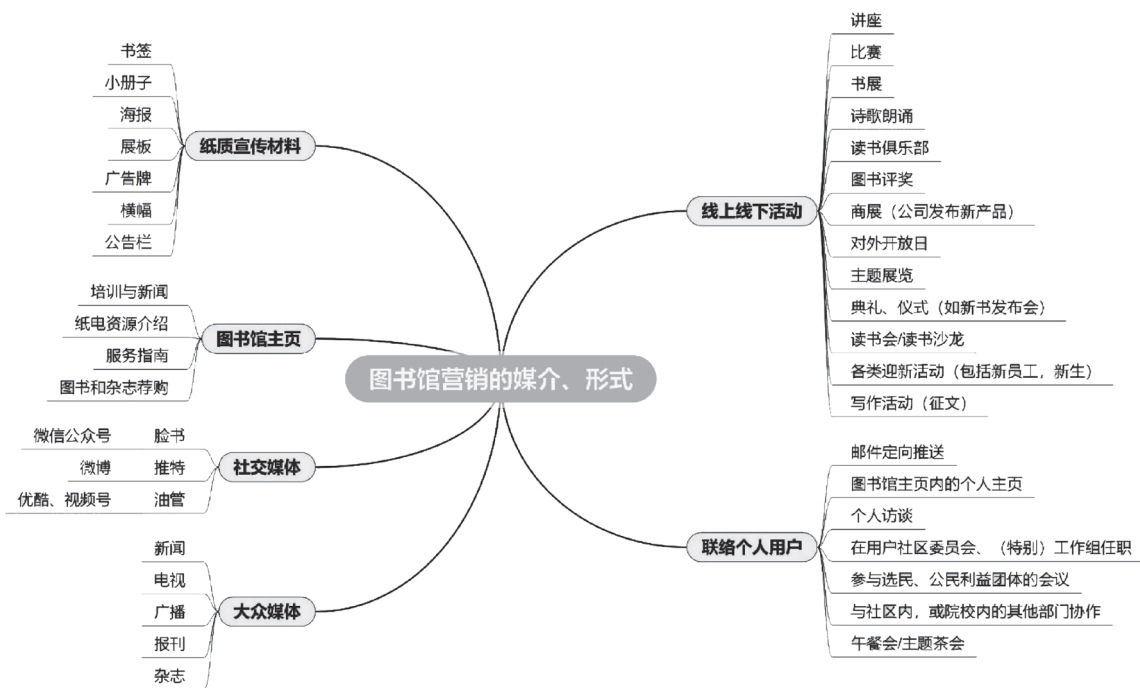 图书馆营销的媒介、形式
纸质宣传材料
书签
小册子
海报
展板
广告牌
横幅
公告栏
图书馆主页
培训与新闻
纸电资源介绍
服务指南
图书和杂志荐购
社交媒体
脸书
微信公众号
推特
微博
油管
优酷、视频号
大众媒体
新闻
电视
广播
报刊
杂志
线上线下活动
讲座
比赛
书展
诗歌朗诵
读书俱乐部
图书评奖
商展（公司发布新产品）
对外开放日
主题展览
典礼、仪式（如新书发布会）
读书会/读书沙龙
各类迎新活动（包括新员工，新生）
写作活动（征文）
联络个人用户
邮件定向推送
图书馆主页内的个人主页
个人访谈
在用户社区委员会、（特别）工作组任职
参与选民、公民利益团体的会议
与社区内，或院校内的其他部门协作
午餐会/主题茶会